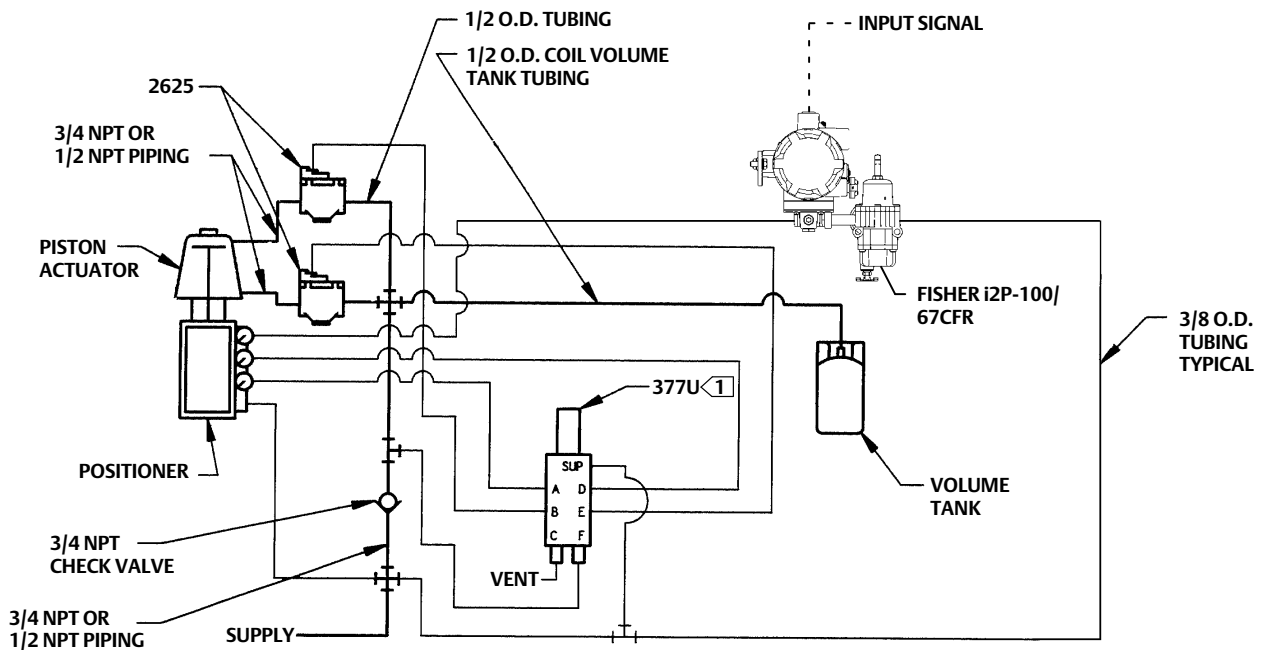 1/2 O.D. TUBING
INPUT SIGNAL
1/2 O.D. COIL VOLUME
TANK TUBING
2625
3/4 NPT OR
1/2 NPT PIPING
PISTON
ACTUATOR
FISHER i2P-100/
67CFR
3/8 O.D.
TUBING
TYPICAL
377U 1
POSITIONER
SUP
A D
B E
C F
VOLUME
TANK
3/4 NPT
CHECK VALVE
VENT
3/4 NPT OR
1/2 NPT PIPING
SUPPLY